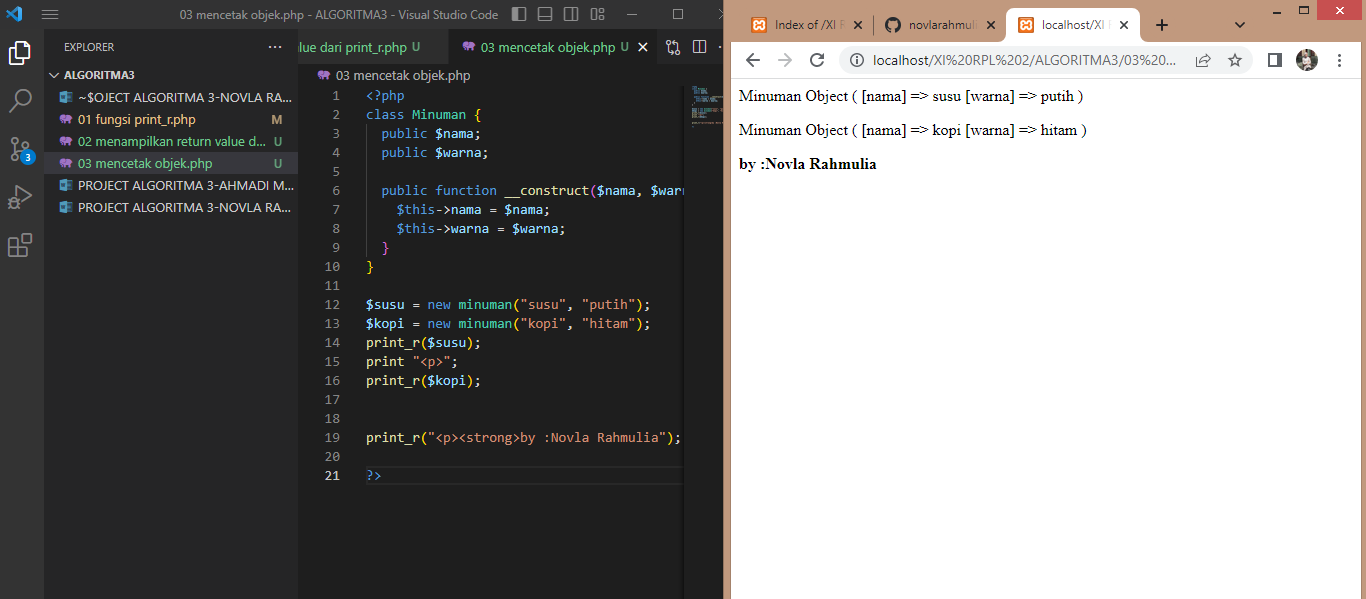 03 mencetak objek.php - ALGORITMA3 - Visual Studio Code
EXPLORER
ALGORITMA3
~$OJECT ALGORITMA 3-NOVLA RA...
01 fungsi print_r.php M
02 menampilkan return value d... U
03 mencetak objek.php U
PROJECT ALGORITMA 3-AHMADI M...
PROJECT ALGORITMA 3-NOVLA RA...
3
lue dari print_r.php U
03 mencetak objek.php U
03 mencetak objek.php
1 <?php
2 class Minuman {
3 public $nama;
4 public $warna;
5
6 public function __construct($nama, $warn
7 $this->nama = $nama;
8 $this->warna = $warna;
9 }
10 }
11
12 $susu = new minuman("susu", "putih");
13 $kopi = new minuman("kopi", "hitam");
14 print_r($susu);
15 print "<p>";
16 print_r($kopi);
17
18
19 print_r("<p><strong>by :Novla Rahmulia");
20
21 ?>
Index of /XI R
novlarahmuli
localhost/XI R
localhost/XI%20RPL%202/ALGORITMA3/03%20...
Minuman Object ( [nama] => susu [warna] => putih )
Minuman Object ( [nama] => kopi [warna] => hitam )
by :Novla Rahmulia